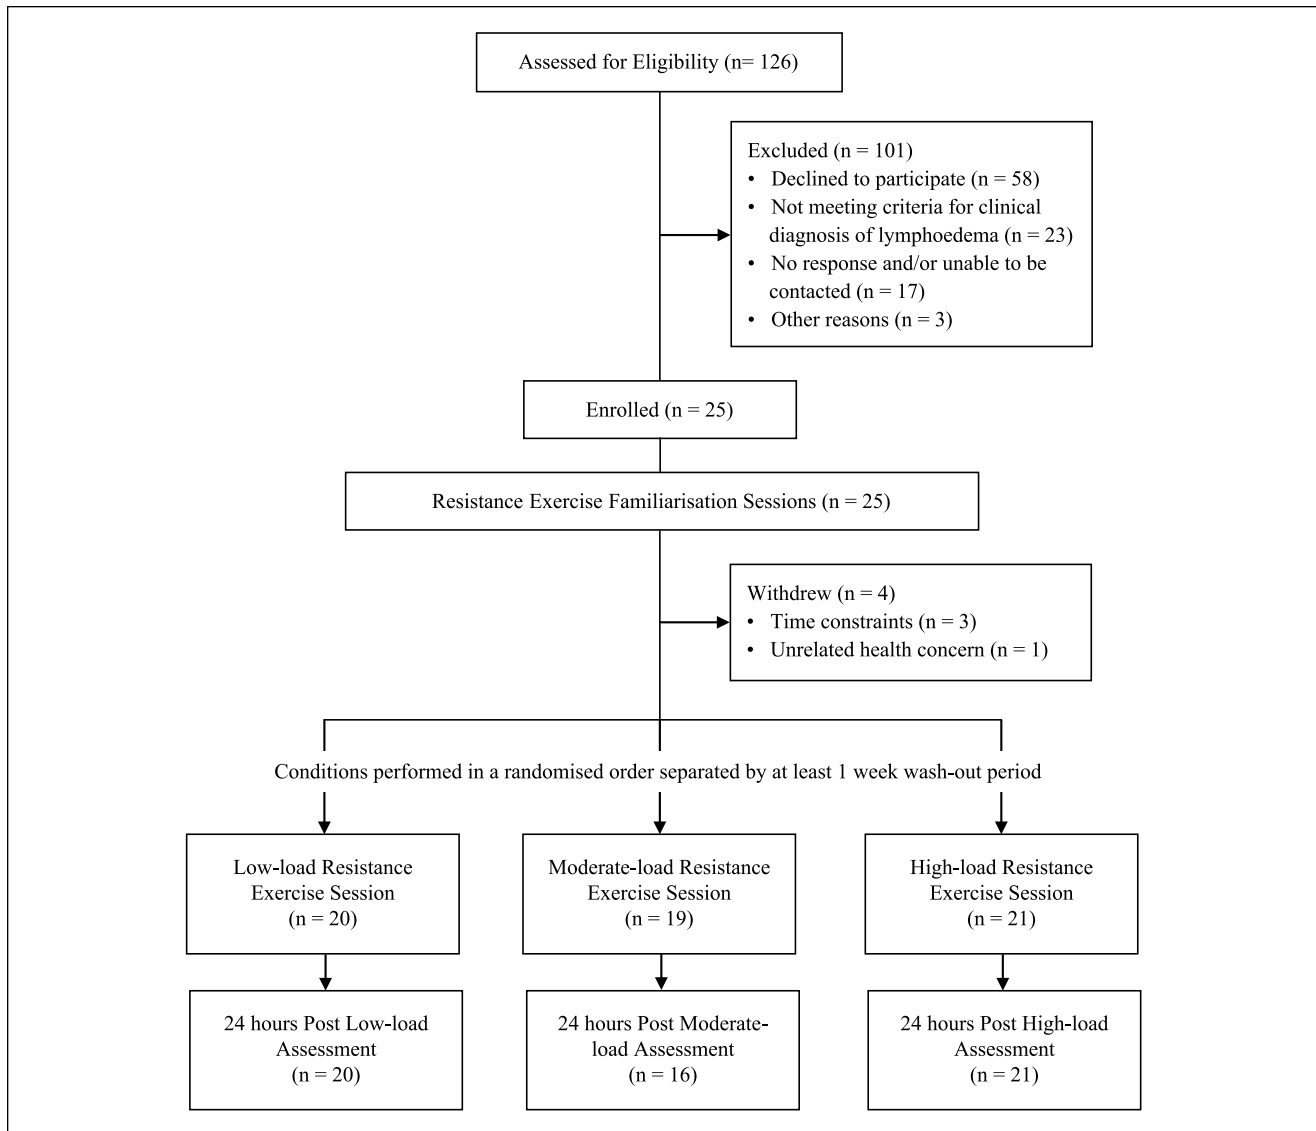 Assessed for Eligibility (n= 126)
Excluded (n = 101)
• Declined to participate (n = 58)
• Not meeting criteria for clinical
diagnosis of lymphoedema (n = 23)
• No response and/or unable to be
contacted (n = 17)
• Other reasons (n = 3)
Enrolled (n = 25)
Resistance Exercise Familiarisation Sessions (n = 25)
Withdrew (n = 4)
• Time constraints (n = 3)
• Unrelated health concern (n = 1)
Conditions performed in a randomised order separated by at least 1 week wash-out period
Low-load Resistance
Exercise Session
(n = 20)
Moderate-load Resistance
Exercise Session
(n = 19)
High-load Resistance
Exercise Session
(n = 21)
24 hours Post Low-load
Assessment
(n = 20)
24 hours Post Moderate-
load Assessment
(n = 16)
24 hours Post High-load
Assessment
(n = 21)